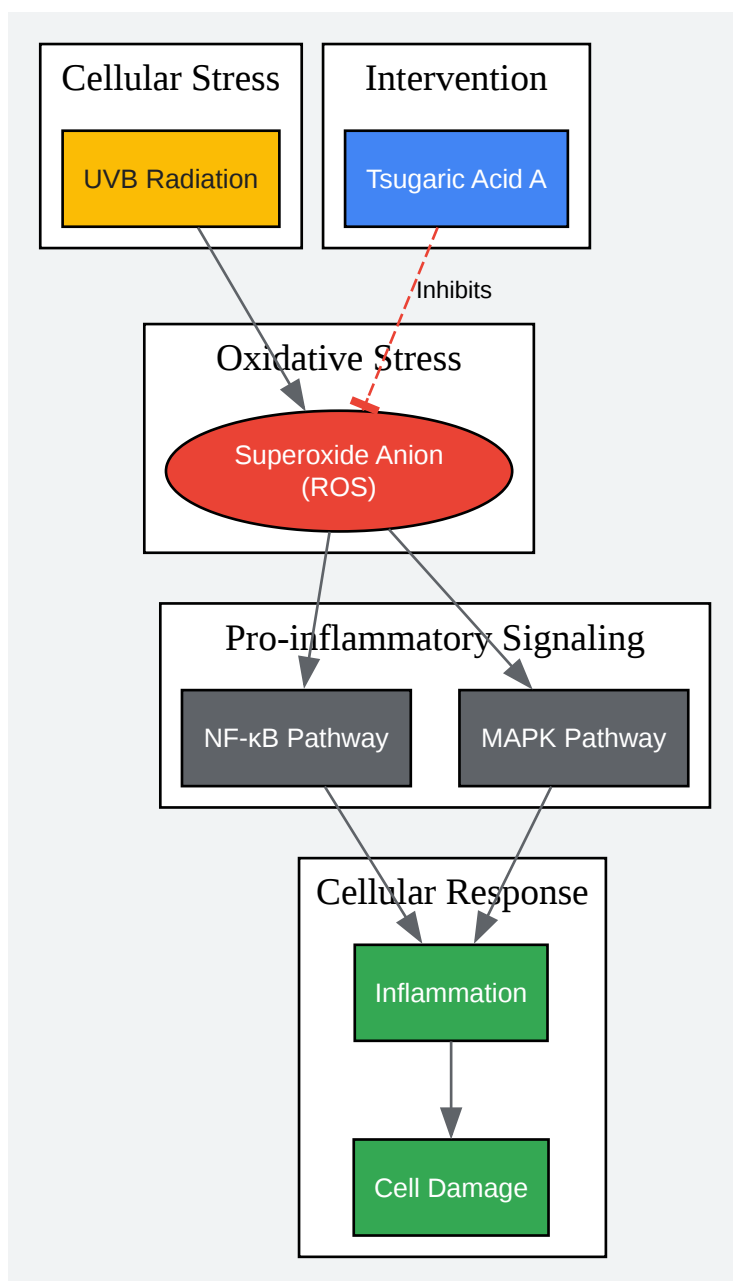 Cellular Stress
Intervention
UVB Radiation
Tsugaric Acid A
Inhibits
Oxidative Stress
Superoxide Anion
(ROS)
Pro-inflammatory Signaling
NF-κB Pathway
MAPK Pathway
Cellular Response
Inflammation
Cell Damage